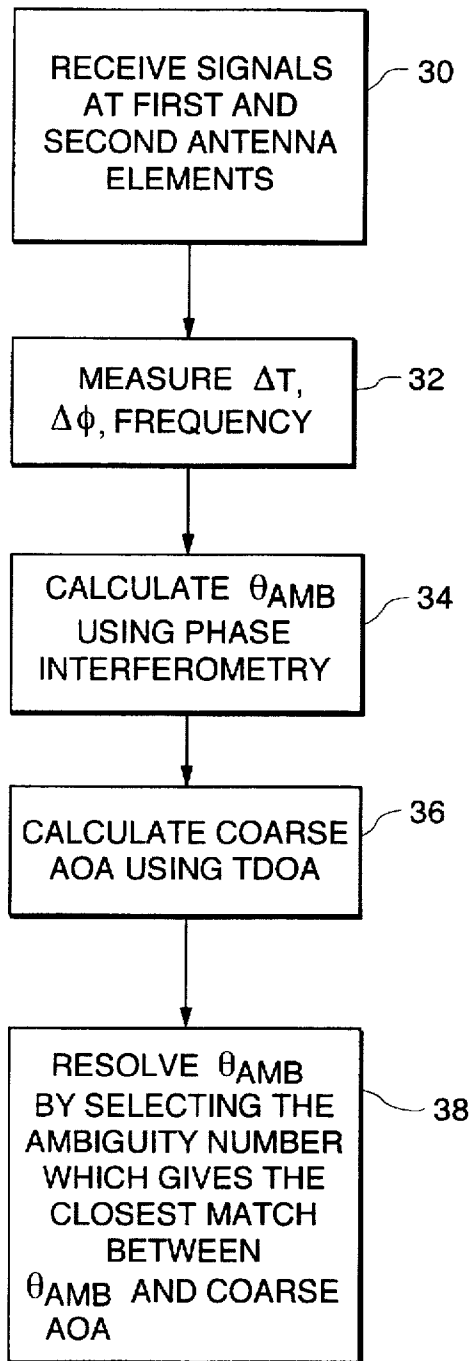 RECEIVE SIGNALS
AT FIRST AND
SECOND ANTENNA
ELEMENTS
30
MEASURE ΔT,
Δϕ, FREQUENCY
32
CALCULATE θAMB
USING PHASE
INTERFEROMETRY
34
CALCULATE COARSE
AOA USING TDOA
36
RESOLVE θAMB
BY SELECTING THE
AMBIGUITY NUMBER
WHICH GIVES THE
CLOSEST MATCH
BETWEEN
θAMB AND COARSE
AOA
38